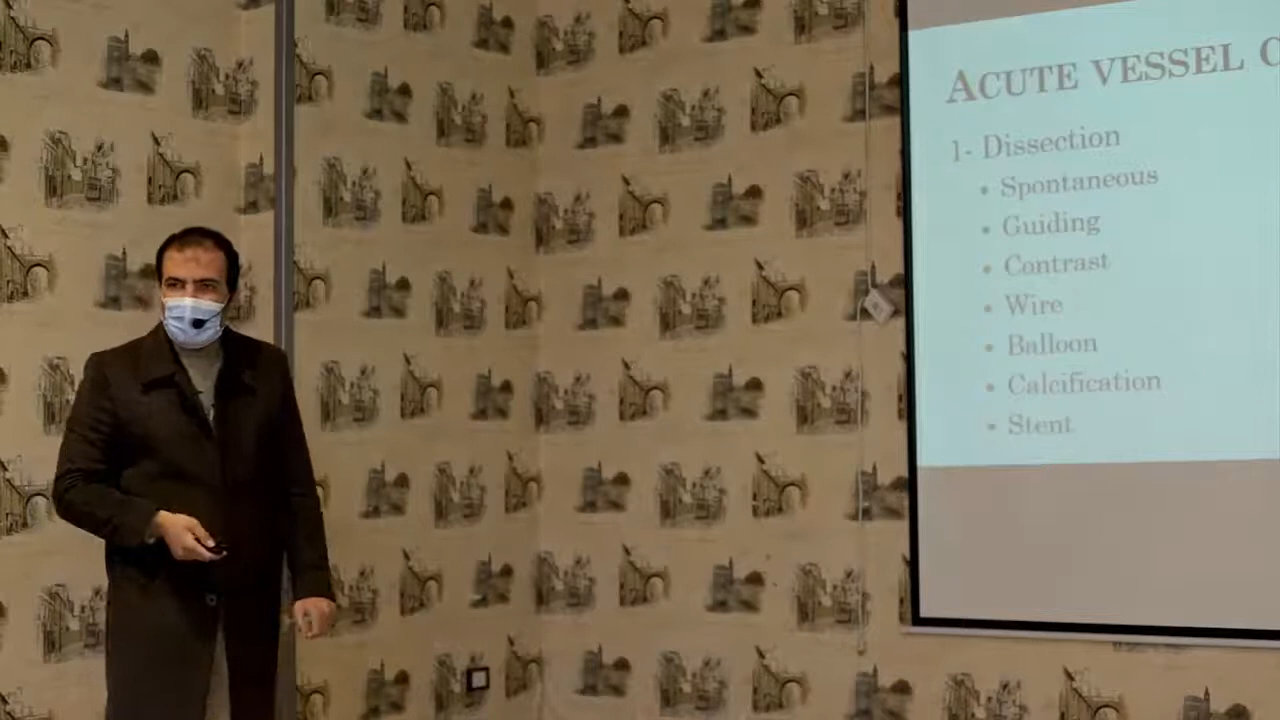 ACUTE VESSEL
1- Dissection
• Spontaneous
• Guiding
• Contrast
• Wire
• Balloon
• Calcification
• Stent